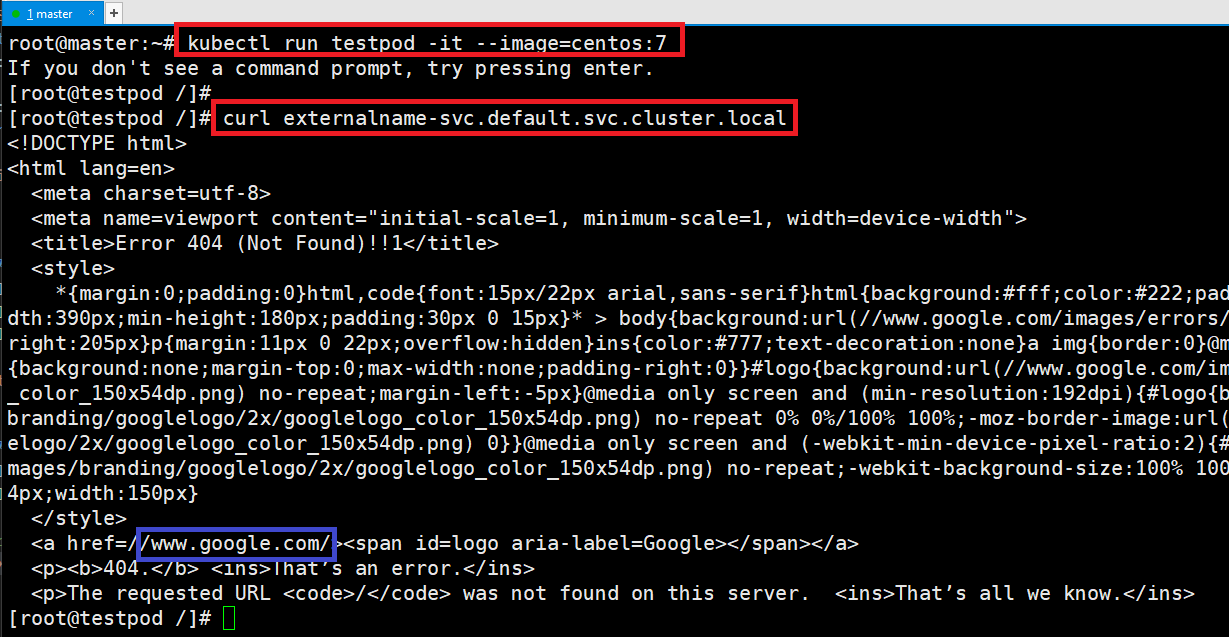 1 master × +
root@master:~# kubectl run testpod -it --image=centos:7
If you don't see a command prompt, try pressing enter.
[root@testpod /]#
[root@testpod /]# curl externalname-svc.default.svc.cluster.local
<!DOCTYPE html>
<html lang=en>
  <meta charset=utf-8>
  <meta name=viewport content="initial-scale=1, minimum-scale=1, width=device-width">
  <title>Error 404 (Not Found)!!1</title>
  <style>
    *{margin:0;padding:0}html,code{font:15px/22px arial,sans-serif}html{background:#fff;color:#222;pad
dth:390px;min-height:180px;padding:30px 0 15px}* > body{background:url(//www.google.com/images/errors/
right:205px}p{margin:11px 0 22px;overflow:hidden}ins{color:#777;text-decoration:none}a img{border:0}@m
{background:none;margin-top:0;max-width:none;padding-right:0}}#logo{background:url(//www.google.com/im
_color_150x54dp.png) no-repeat;margin-left:-5px}@media only screen and (min-resolution:192dpi){#logo{b
branding/googlelogo/2x/googlelogo_color_150x54dp.png) no-repeat 0% 0%/100% 100%;-moz-border-image:url(
elogo/2x/googlelogo_color_150x54dp.png) 0}}@media only screen and (-webkit-min-device-pixel-ratio:2){#
mages/branding/googlelogo/2x/googlelogo_color_150x54dp.png) no-repeat;-webkit-background-size:100% 100
4px;width:150px}
  </style>
  <a href=//www.google.com/><span id=logo aria-label=Google></span></a>
  <p><b>404.</b> <ins>That’s an error.</ins>
  <p>The requested URL <code>/</code> was not found on this server.  <ins>That’s all we know.</ins>
[root@testpod /]#